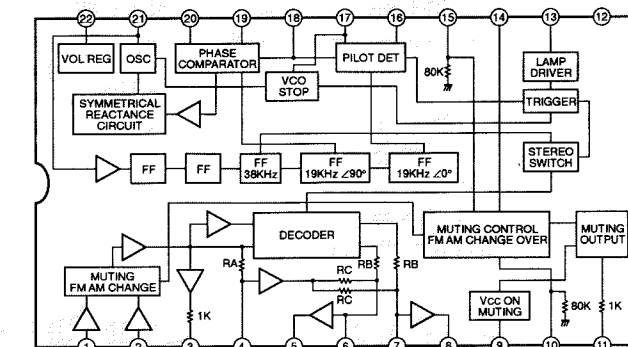 22 21 20 19 18 17 16 15 14 13 12
VOL REG
OSC
PHASE
COMPARATOR
VCO
STOP
PILOT DET
80K
LAMP
DRIVER
TRIGGER
SYMMETRICAL
REACTANCE
CIRCUIT
STEREO
SWITCH
FF
FF
FF
38KHz
FF
19KHz ∠90°
FF
19KHz ∠0°
DECODER
MUTING CONTROL
FM AM CHANGE OVER
MUTING
OUTPUT
MUTING
FM AM CHANGE
RA
RB
RB
RC
RC
1K
VCC ON
MUTING
80K
1K
1 2 3 4 5 6 7 8 9 10 11